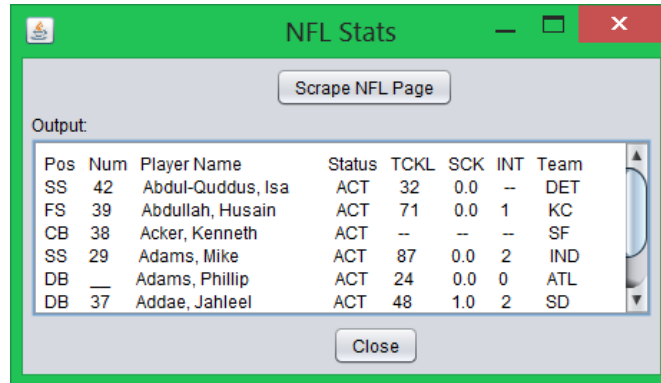 NFL Stats
Scrape NFL Page
Output:
Pos Num Player Name Status TCKL SCK INT Team
SS 42 Abdul-Quddus, Isa ACT 32 0.0 -- DET
FS 39 Abdullah, Husain ACT 71 0.0 1 KC
CB 38 Acker, Kenneth ACT -- -- -- SF
SS 29 Adams, Mike ACT 87 0.0 2 IND
DB __ Adams, Phillip ACT 24 0.0 0 ATL
DB 37 Addae, Jahleel ACT 48 1.0 2 SD
Close